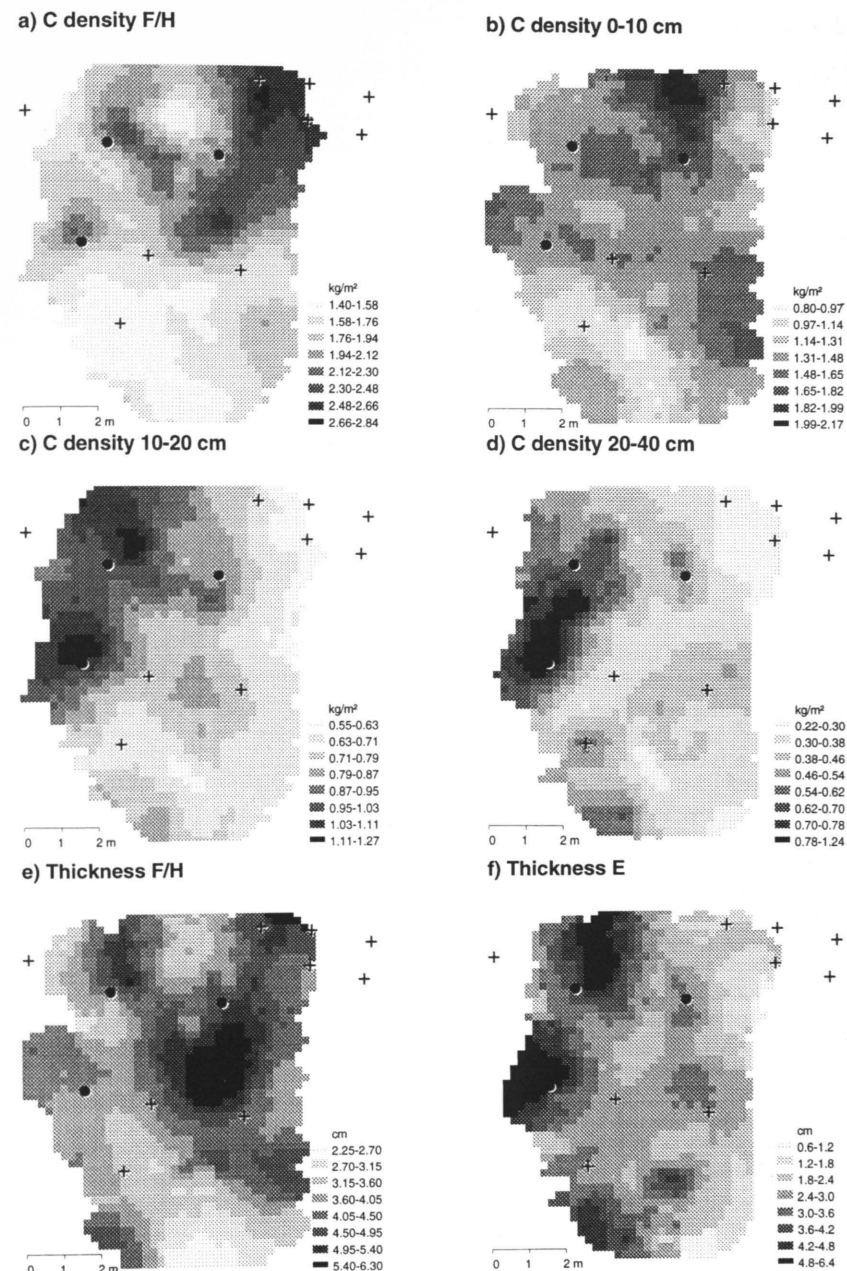 a) C density F/H
kg/m²
1.40-1.58
1.58-1.76
1.76-1.94
1.94-2.12
2.12-2.30
2.30-2.48
2.48-2.66
2.66-2.84
0 1 2 m
b) C density 0-10 cm
kg/m²
0.80-0.97
0.97-1.14
1.14-1.31
1.31-1.48
1.48-1.65
1.65-1.82
1.82-1.99
1.99-2.17
0 1 2 m
c) C density 10-20 cm
kg/m²
0.55-0.63
0.63-0.71
0.71-0.79
0.79-0.87
0.87-0.95
0.95-1.03
1.03-1.11
1.11-1.27
0 1 2 m
d) C density 20-40 cm
kg/m²
0.22-0.30
0.30-0.38
0.38-0.46
0.46-0.54
0.54-0.62
0.62-0.70
0.70-0.78
0.78-1.24
0 1 2 m
e) Thickness F/H
cm
2.25-2.70
2.70-3.15
3.15-3.60
3.60-4.05
4.05-4.50
4.50-4.95
4.95-5.40
5.40-6.30
0 1 2 m
f) Thickness E
cm
0.6-1.2
1.2-1.8
1.8-2.4
2.4-3.0
3.0-3.6
3.6-4.2
4.2-4.8
4.8-6.4
0 1 2 m